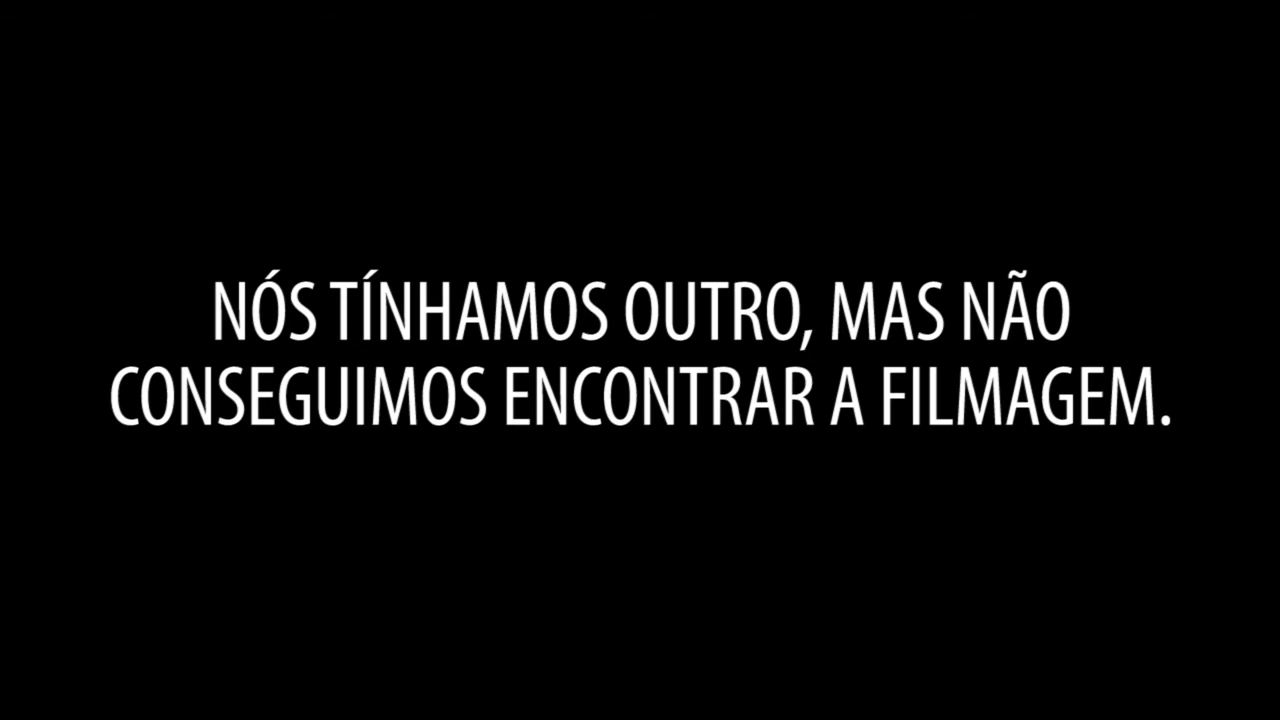 NÓS TÍNHAMOS OUTRO, MAS NÃO
CONSEGUIMOS ENCONTRAR A FILMAGEM.